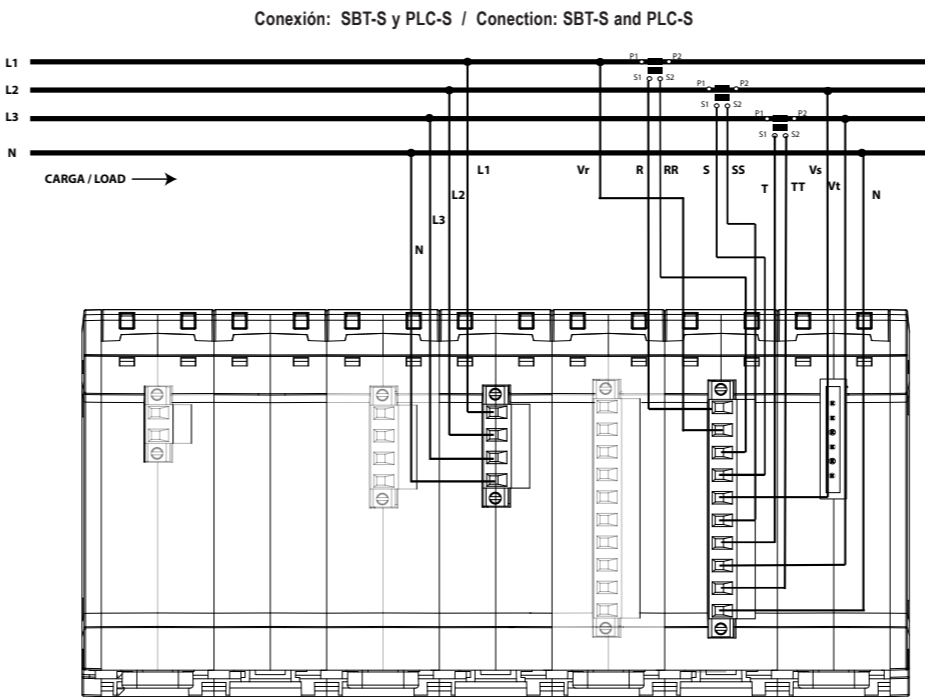 Conexión: SBT-S y PLC-S / Conection: SBT-S and PLC-S
L1
P1
P2
S1
S2
L2
P1
P2
S1
S2
L3
P1
P2
S1
S2
N
CARGA / LOAD
L1
Vr
R
RR
S
SS
T
TT
Vs
Vt
N
L2
L3
N